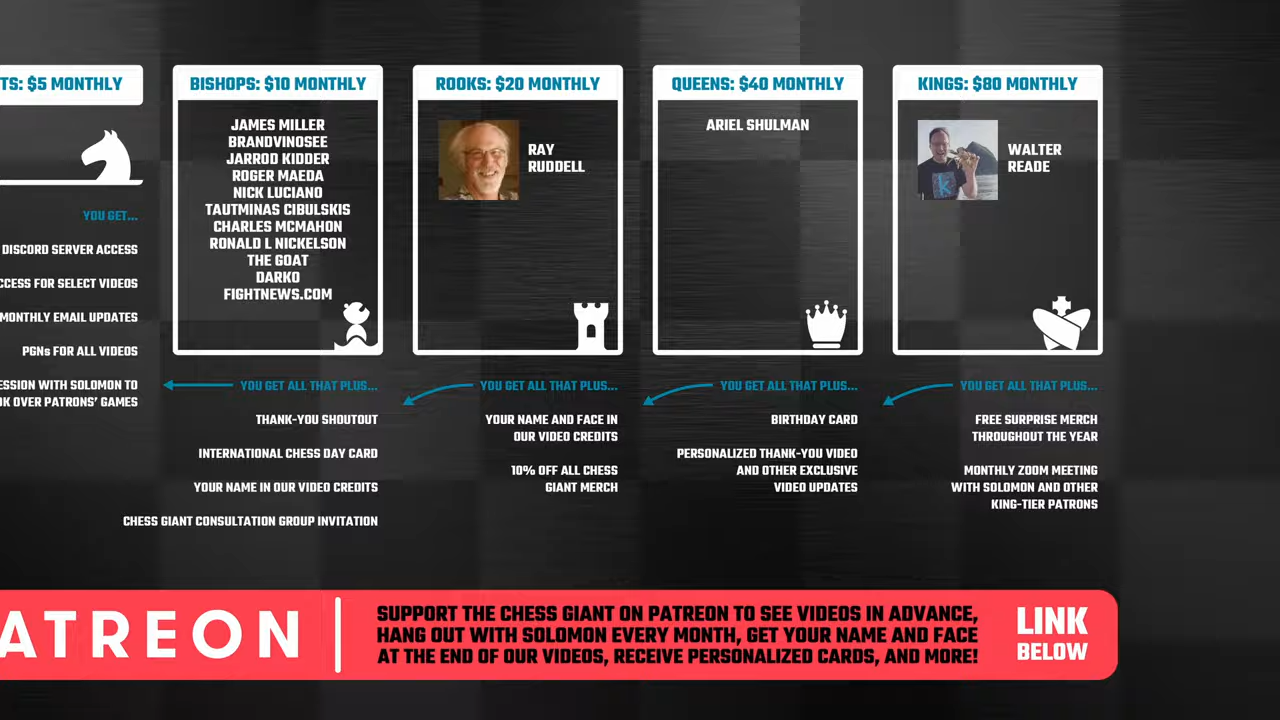 TS: $5 MONTHLY
YOU GET...
DISCORD SERVER ACCESS
CCESS FOR SELECT VIDEOS
MONTHLY EMAIL UPDATES
PGNs FOR ALL VIDEOS
ESSION WITH SOLOMON TO
OK OVER PATRONS' GAMES
BISHOPS: $10 MONTHLY
JAMES MILLER
BRANDVINOSEE
JARROD KIDDER
ROGER MAEDA
NICK LUCIANO
TAUTMINAS CIBULSKIS
CHARLES MCMAHON
RONALD L NICKELSON
THE GOAT
DARKO
FIGHTNEWS.COM
YOU GET ALL THAT PLUS...
THANK-YOU SHOUTOUT
INTERNATIONAL CHESS DAY CARD
YOUR NAME IN OUR VIDEO CREDITS
CHESS GIANT CONSULTATION GROUP INVITATION
ROOKS: $20 MONTHLY
RAY
RUDDELL
YOU GET ALL THAT PLUS...
YOUR NAME AND FACE IN
OUR VIDEO CREDITS
10% OFF ALL CHESS
GIANT MERCH
QUEENS: $40 MONTHLY
ARIEL SHULMAN
YOU GET ALL THAT PLUS...
BIRTHDAY CARD
PERSONALIZED THANK-YOU VIDEO
AND OTHER EXCLUSIVE
VIDEO UPDATES
KINGS: $80 MONTHLY
WALTER
READE
YOU GET ALL THAT PLUS...
FREE SURPRISE MERCH
THROUGHOUT THE YEAR
MONTHLY ZOOM MEETING
WITH SOLOMON AND OTHER
KING-TIER PATRONS
ATREON
SUPPORT THE CHESS GIANT ON PATREON TO SEE VIDEOS IN ADVANCE,
HANG OUT WITH SOLOMON EVERY MONTH, GET YOUR NAME AND FACE
AT THE END OF OUR VIDEOS, RECEIVE PERSONALIZED CARDS, AND MORE!
LINK
BELOW